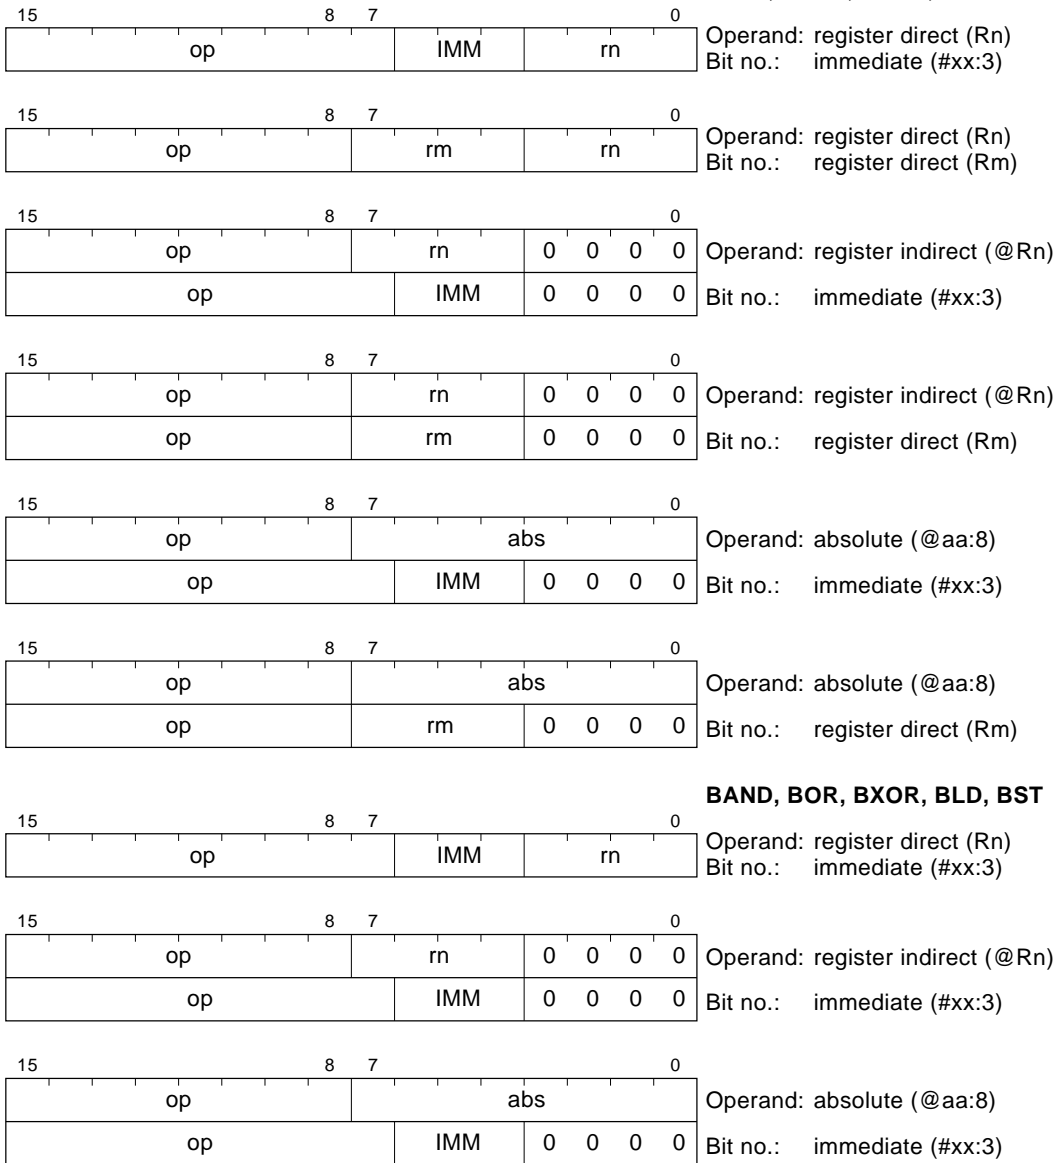 15 8 7 0
op IMM rn Operand: register direct (Rn)
Bit no.: immediate (#xx:3)
15 8 7 0
op rm rn Operand: register direct (Rn)
Bit no.: register direct (Rm)
15 8 7 0
op rn 0 0 0 0 Operand: register indirect (@Rn)
op IMM 0 0 0 0 Bit no.: immediate (#xx:3)
15 8 7 0
op rn 0 0 0 0 Operand: register indirect (@Rn)
op rm 0 0 0 0 Bit no.: register direct (Rm)
15 8 7 0
op abs Operand: absolute (@aa:8)
op IMM 0 0 0 0 Bit no.: immediate (#xx:3)
15 8 7 0
op abs Operand: absolute (@aa:8)
op rm 0 0 0 0 Bit no.: register direct (Rm)
BAND, BOR, BXOR, BLD, BST
15 8 7 0
op IMM rn Operand: register direct (Rn)
Bit no.: immediate (#xx:3)
15 8 7 0
op rn 0 0 0 0 Operand: register indirect (@Rn)
op IMM 0 0 0 0 Bit no.: immediate (#xx:3)
15 8 7 0
op abs Operand: absolute (@aa:8)
op IMM 0 0 0 0 Bit no.: immediate (#xx:3)